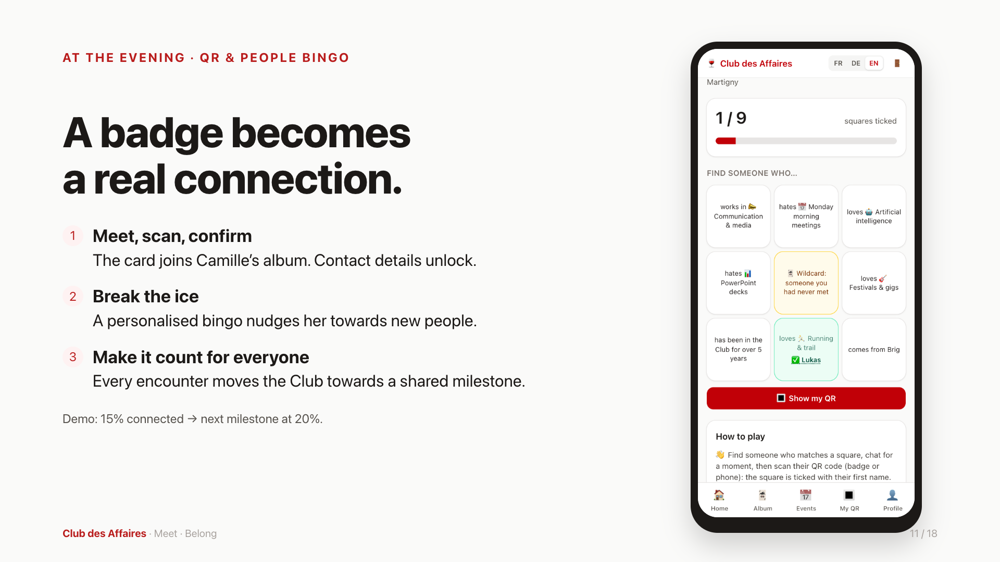 AT THE EVENING · QR & PEOPLE BINGO
A badge becomes
a real connection.
1 Meet, scan, confirm
The card joins Camille’s album. Contact details unlock.
2 Break the ice
A personalised bingo nudges her towards new people.
3 Make it count for everyone
Every encounter moves the Club towards a shared milestone.
Demo: 15% connected → next milestone at 20%.
Club des Affaires · Meet · Belong
🍷 Club des Affaires FR DE EN 🚪
Martigny
1 / 9 squares ticked
FIND SOMEONE WHO...
works in 📣
Communication
& media
hates 📅 Monday
morning
meetings
loves 🤖 Artificial
intelligence
hates 📊
PowerPoint
decks
🃏 Wildcard:
someone you
had never met
loves 🎸
Festivals & gigs
has been in the
Club for over 5
years
loves 🏃 Running
& trail
✅ Lukas
comes from Brig
🔳 Show my QR
How to play
👋 Find someone who matches a square, chat for
a moment, then scan their QR code (badge or
phone): the square is ticked with their first name.
Home Album Events My QR Profile
11 / 18